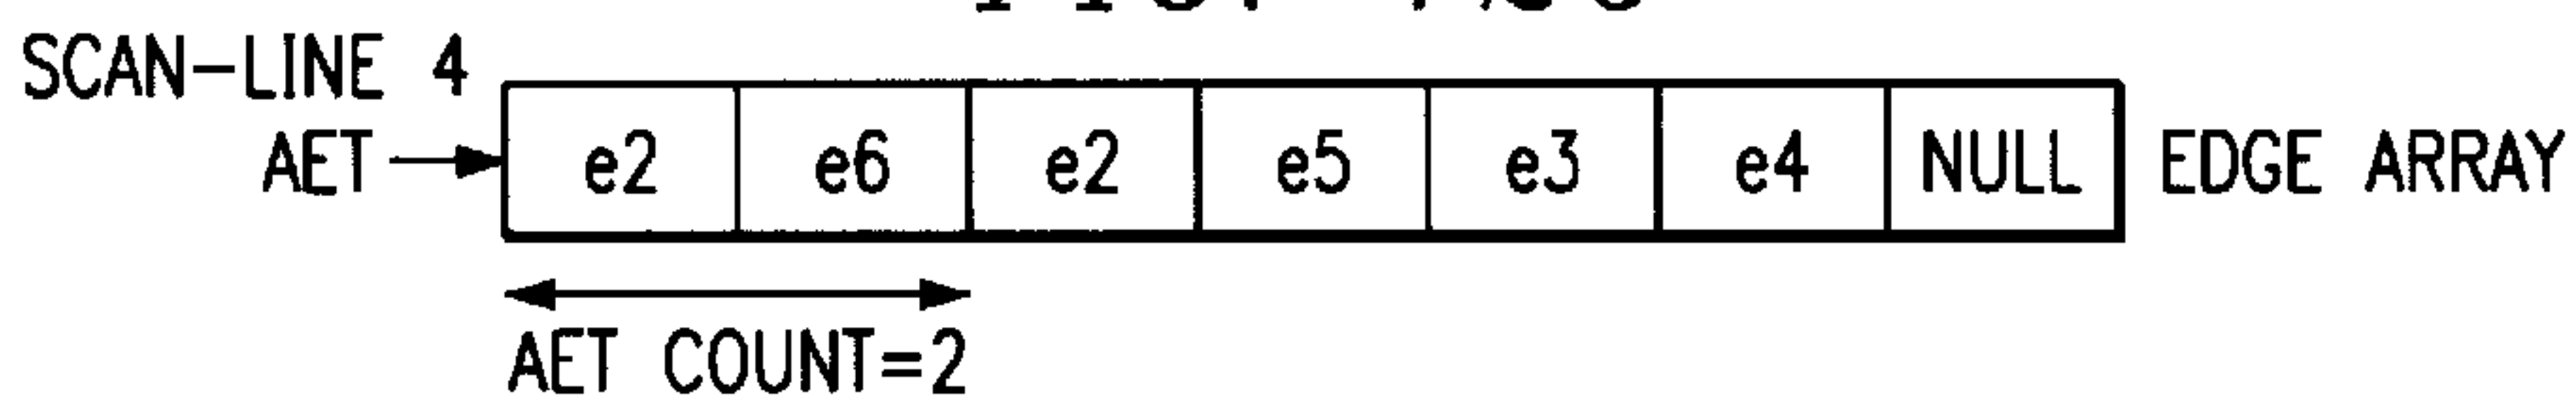 SCAN-LINE 4
AET e2 e6 e2 e5 e3 e4 NULL EDGE ARRAY
AET COUNT=2